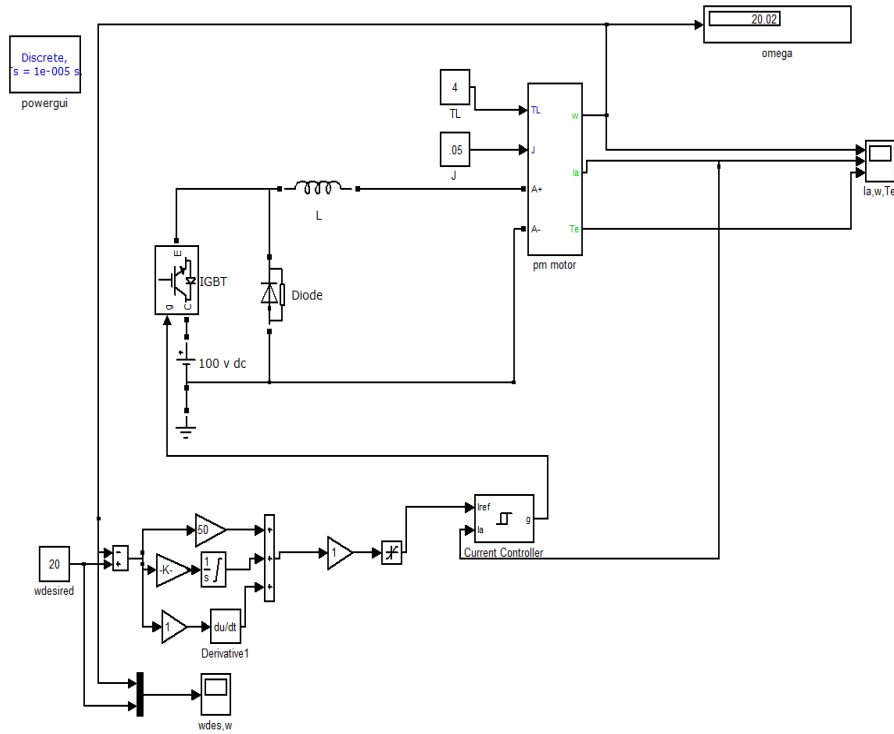 20.02
omega
Discrete,
s = 1e-005 s
powergui
4
TL
.05
J
TL
J
A+
A-
w
Ia
Te
pm motor
Ia,w,Te
L
E
IGBT
g
C
Diode
+
100 v dc
20
wdesired
-
+
50
-K-
1
s
1
du/dt
Derivative1
+
+
+
1
Iref
Ia
g
Current Controller
wdes,w